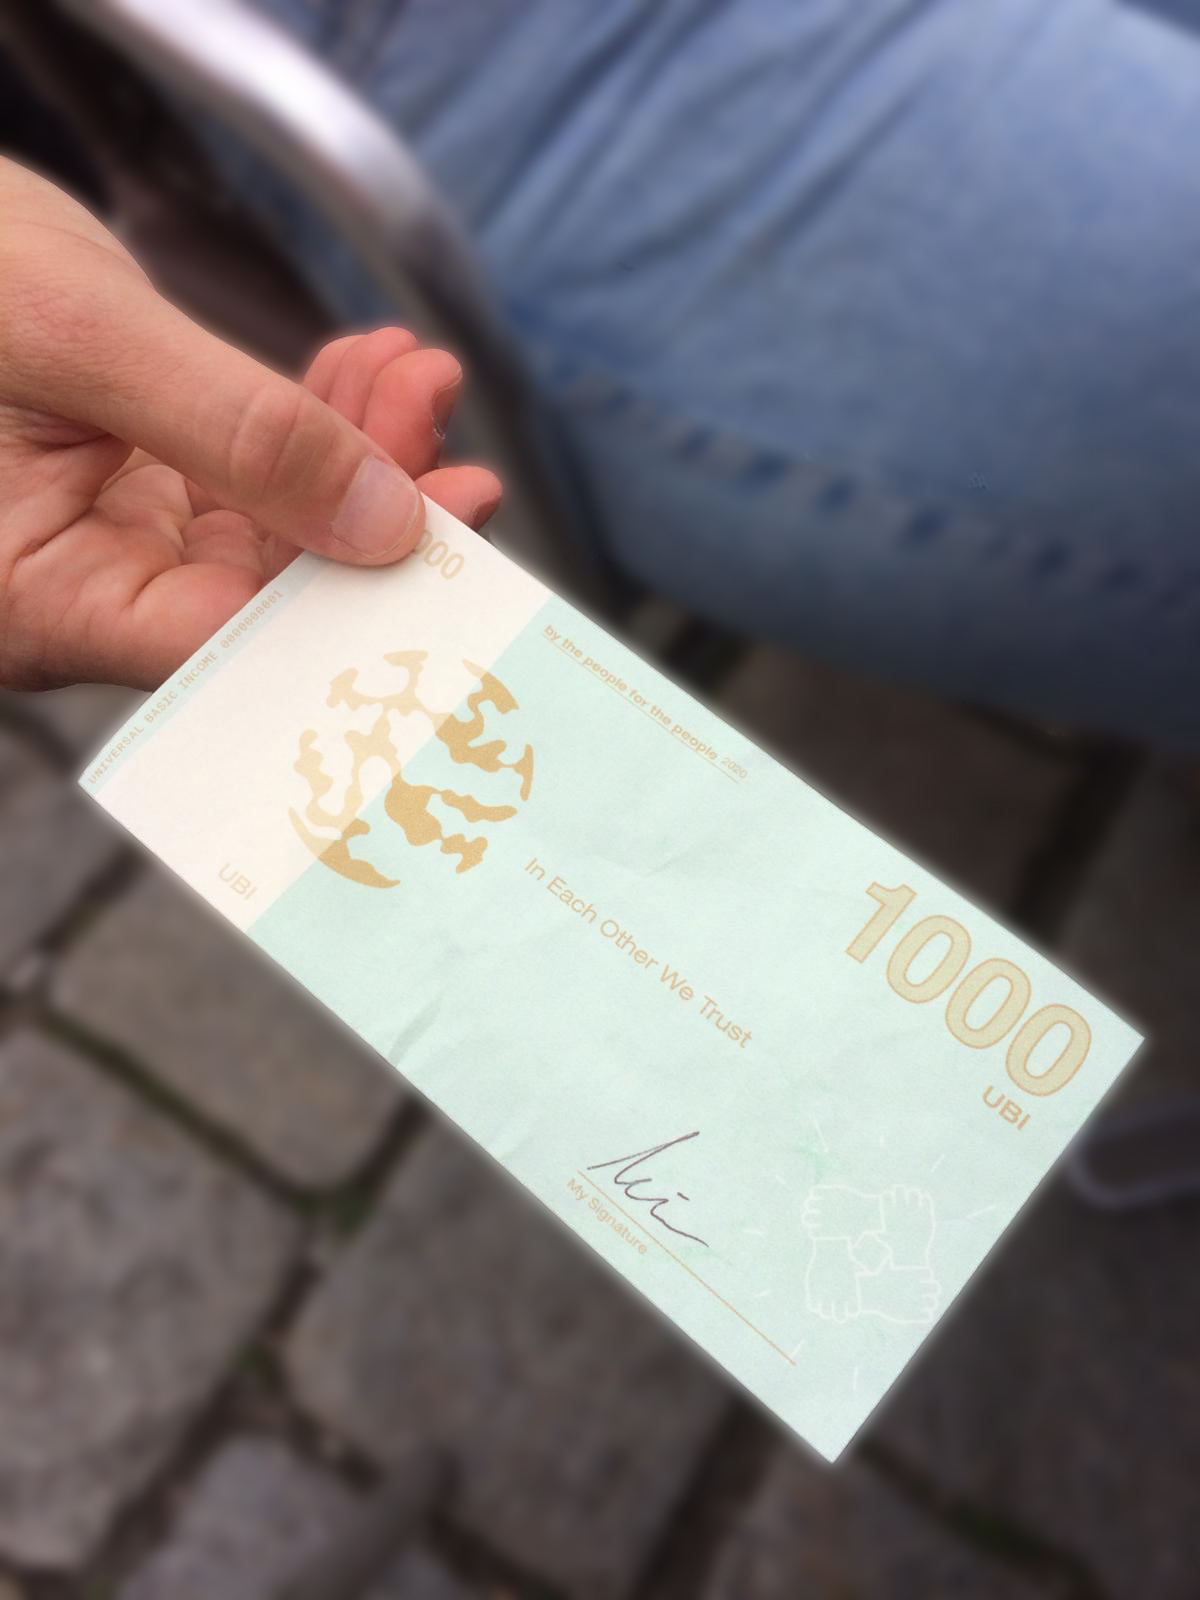 000
UNIVERSAL BASIC INCOME 0000000001
by the people for the people 2020
In Each Other We Trust
1000
UBI
UBI
My Signature